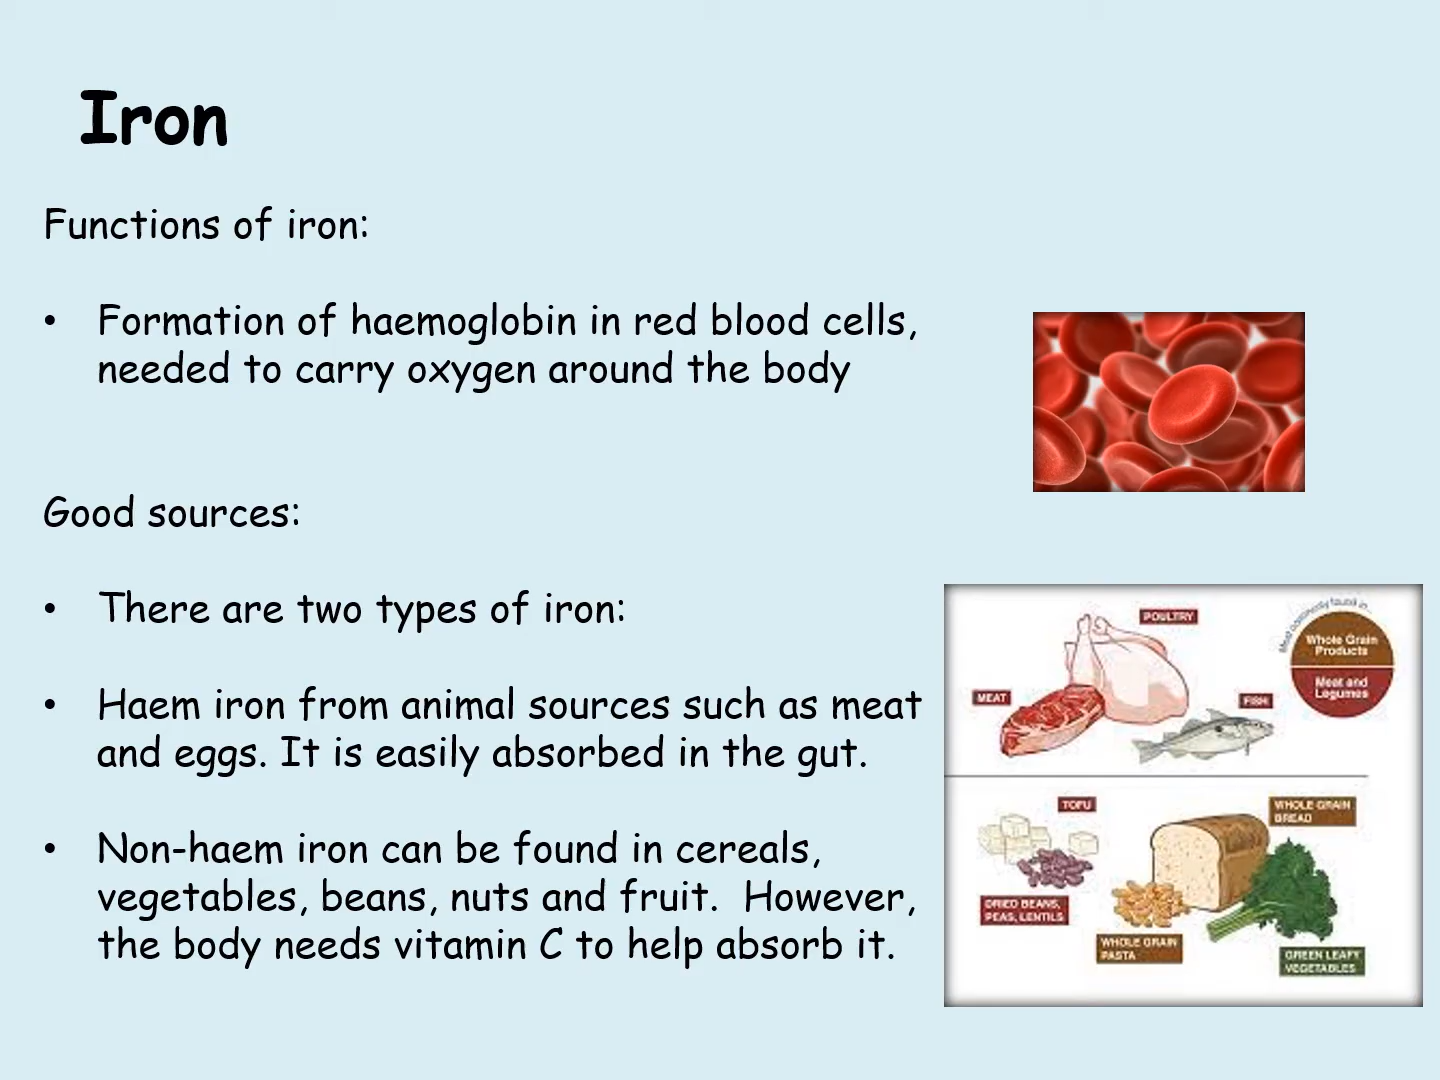 Iron
Functions of iron:
• Formation of haemoglobin in red blood cells,
needed to carry oxygen around the body
Good sources:
• There are two types of iron:
• Haem iron from animal sources such as meat
and eggs. It is easily absorbed in the gut.
• Non-haem iron can be found in cereals,
vegetables, beans, nuts and fruit.  However,
the body needs vitamin C to help absorb it.
Most commonly found in...
Whole Grain
Products
Meat and
Legumes
POULTRY
MEAT
FISH
TOFU
WHOLE GRAIN
BREAD
DRIED BEANS,
PEAS, LENTILS
WHOLE GRAIN
PASTA
GREEN LEAFY
VEGETABLES